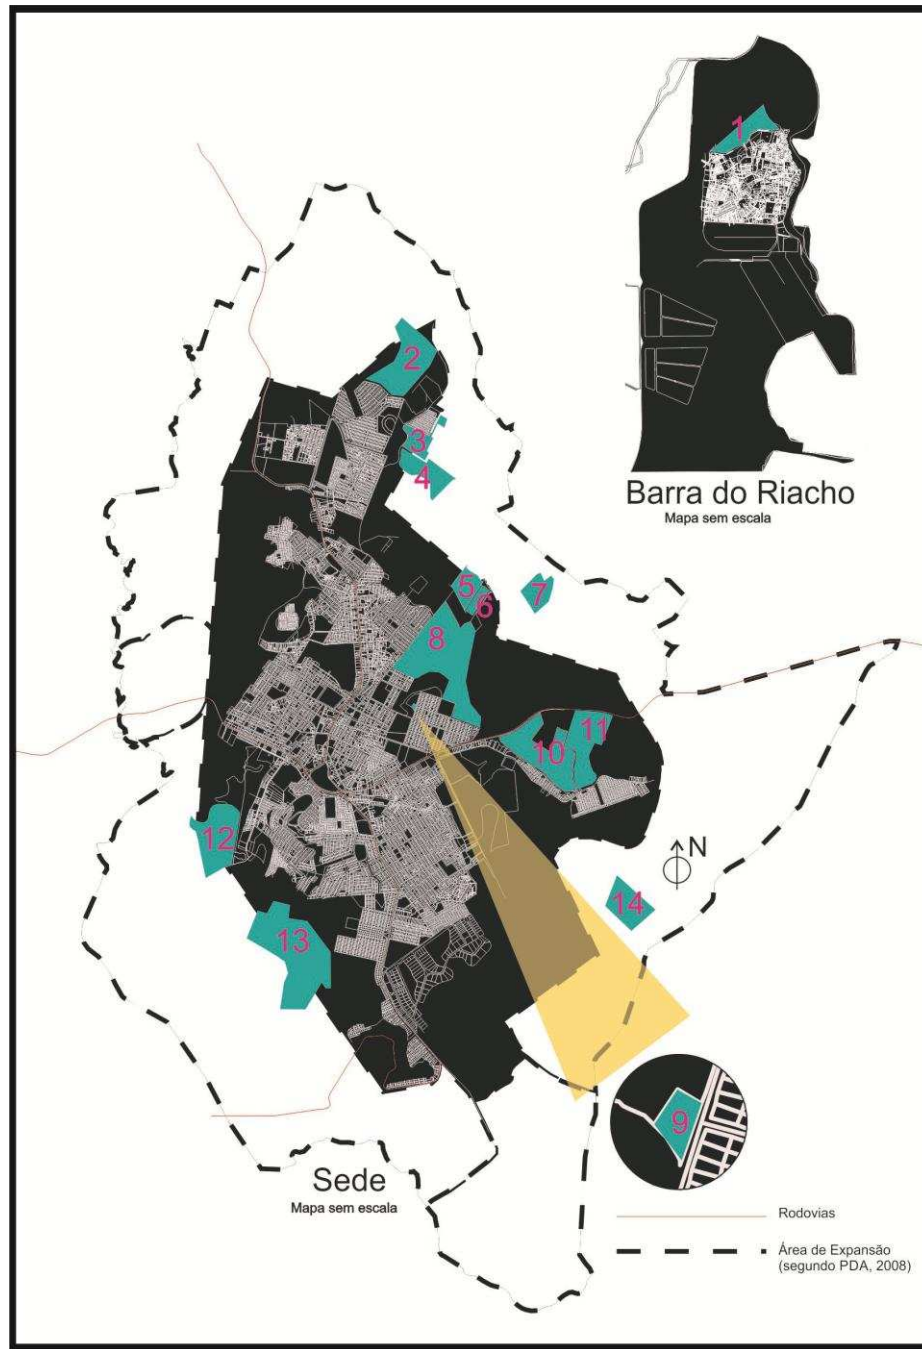 1
Barra do Riacho
Mapa sem escala
2
3
4
5
6
7
8
10
11
12
N
14
13
9
Sede
Mapa sem escala
Rodovias
Área de Expansão
(segundo PDA, 2008)